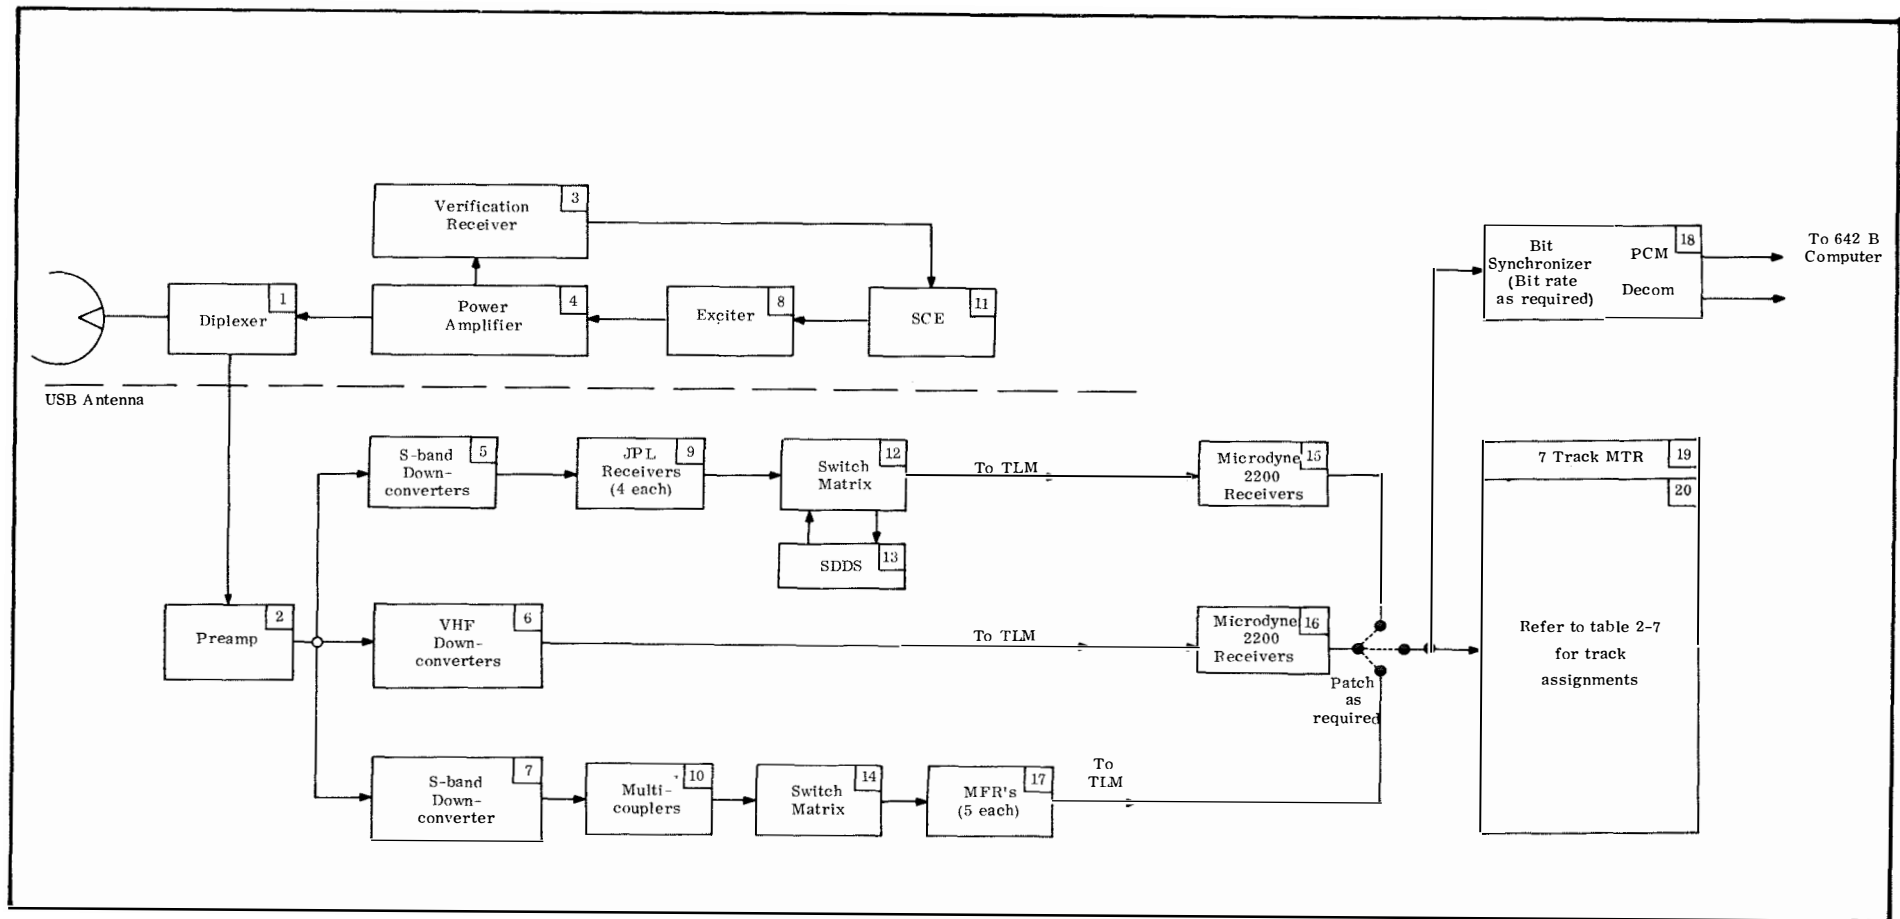 3
Verification
Receiver
1
Diplexer
4
Power
Amplifier
8
Exciter
11
SCE
18
Bit
Synchronizer
(Bit rate
as required)
PCM
Decom
To 642 B
Computer
USB Antenna
5
S-band
Down-
converters
9
JPL
Receivers
(4 each)
12
Switch
Matrix
To TLM
15
Microdyne
2200
Receivers
13
SDDS
7 Track MTR
19
20
Refer to table 2-7
for track
assignments
2
Preamp
6
VHF
Down-
converters
To TLM
16
Microdyne
2200
Receivers
Patch
as
required
7
S-band
Down-
converter
10
Multi-
couplers
14
Switch
Matrix
17
MFR's
(5 each)
To
TLM